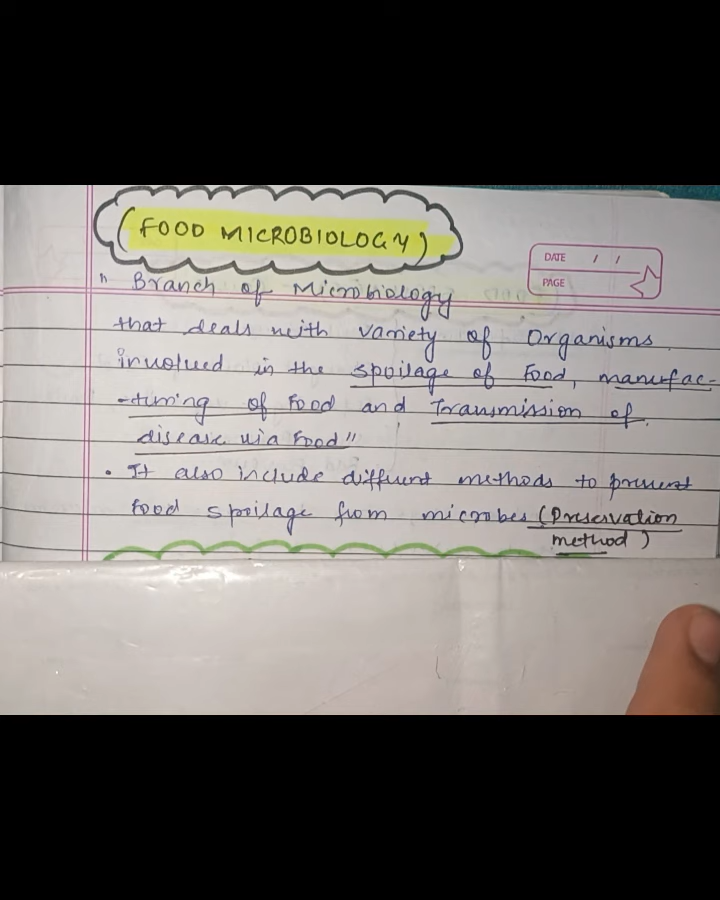 (FOOD MICROBIOLOGY)
DATE / /
PAGE
" Branch of Microbiology
that deals with variety of Organisms
involued in the spoilage of Food, manufac-
-turing of Food and Transmission of
disease via Food"
• It also include diffrent methods to prevent
Food spoilage from microbes (Preservation
method)